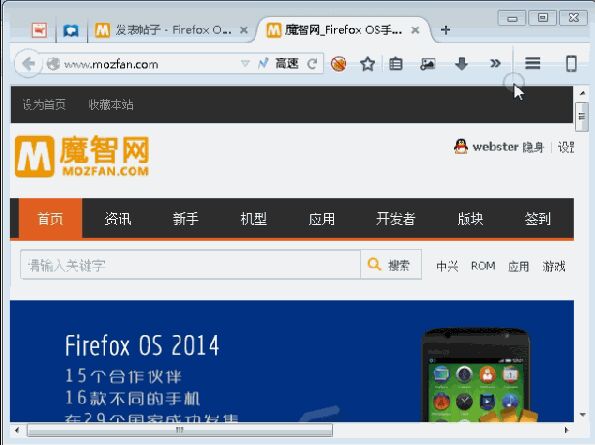 发表帖子 - Firefox O...
魔智网_Firefox OS手...
www.mozfan.com
高速
设为首页 收藏本站
魔智网
MOZFAN.COM
webster 隐身
首页 资讯 新手 机型 应用 开发者 版块 签到
请输入关键字
搜索
中兴 ROM 应用 游戏
Firefox OS 2014
15个合作伙伴
16款不同的手机
在29个国家成功发售